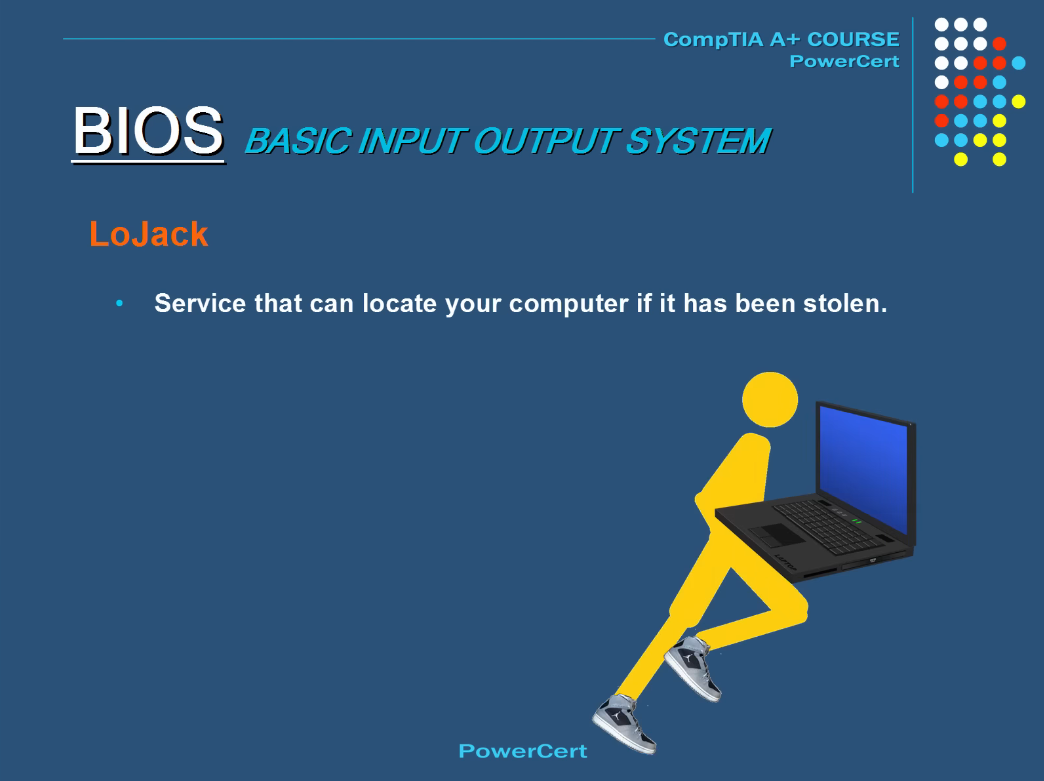 CompTIA A+ COURSE
PowerCert
BIOS BASIC INPUT OUTPUT SYSTEM
LoJack
• Service that can locate your computer if it has been stolen.
LAPTOP
PowerCert